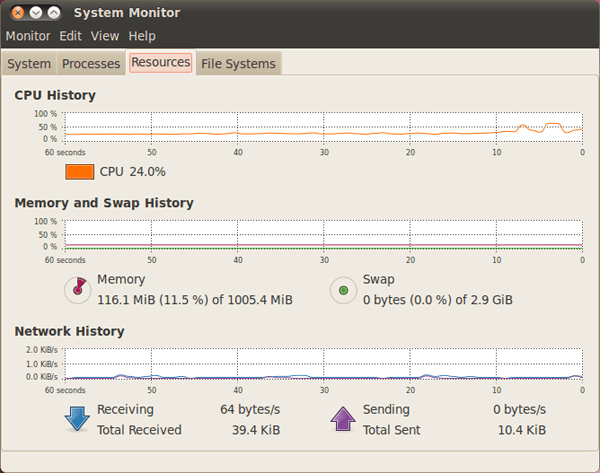 System Monitor
Monitor Edit View Help
System Processes Resources File Systems
CPU History
100 %
50 %
0 %
60 seconds 50 40 30 20 10 0
CPU 24.0%
Memory and Swap History
100 %
50 %
0 %
60 seconds 50 40 30 20 10 0
Memory Swap
116.1 MiB (11.5 %) of 1005.4 MiB 0 bytes (0.0 %) of 2.9 GiB
Network History
2.0 KiB/s
1.0 KiB/s
0.0 KiB/s
60 seconds 50 40 30 20 10 0
Receiving 64 bytes/s Sending 0 bytes/s
Total Received 39.4 KiB Total Sent 10.4 KiB